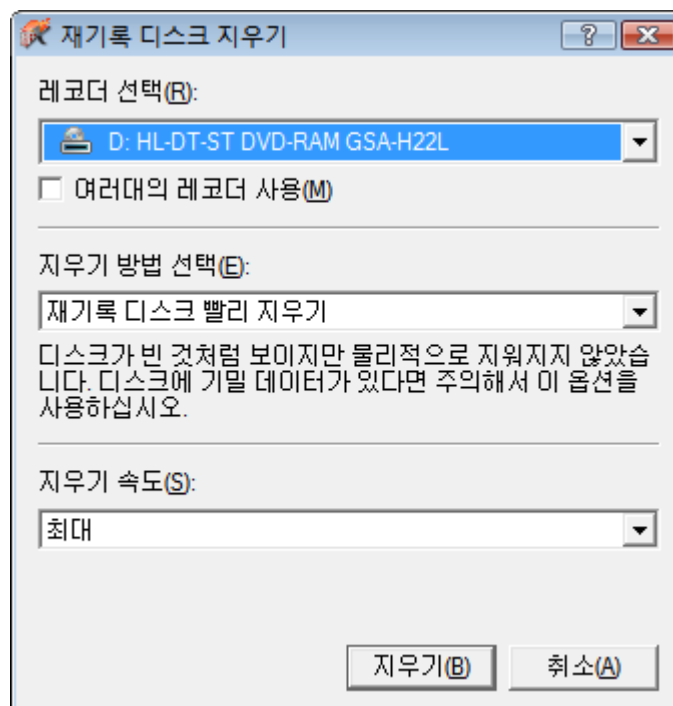 재기록 디스크 지우기
레코더 선택(R):
D: HL-DT-ST DVD-RAM GSA-H22L
여러대의 레코더 사용(M)
지우기 방법 선택(E):
재기록 디스크 빨리 지우기
디스크가 빈 것처럼 보이지만 물리적으로 지워지지 않았습
니다. 디스크에 기밀 데이터가 있다면 주의해서 이 옵션을
사용하십시오.
지우기 속도(S):
최대
지우기(B) 취소(A)